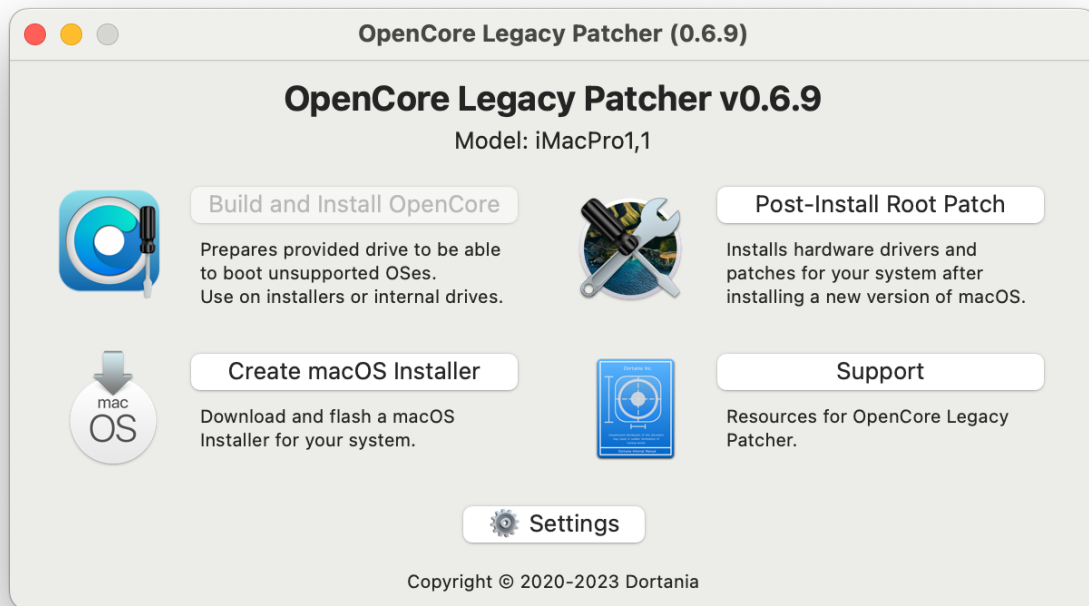 OpenCore Legacy Patcher (0.6.9)
OpenCore Legacy Patcher v0.6.9
Model: iMacPro1,1
Build and Install OpenCore
Prepares provided drive to be able
to boot unsupported OSes.
Use on installers or internal drives.
Post-Install Root Patch
Installs hardware drivers and
patches for your system after
installing a new version of macOS.
mac
OS
Create macOS Installer
Download and flash a macOS
Installer for your system.
Dortania Inc.
Support
Resources for OpenCore Legacy
Patcher.
Settings
Copyright © 2020-2023 Dortania